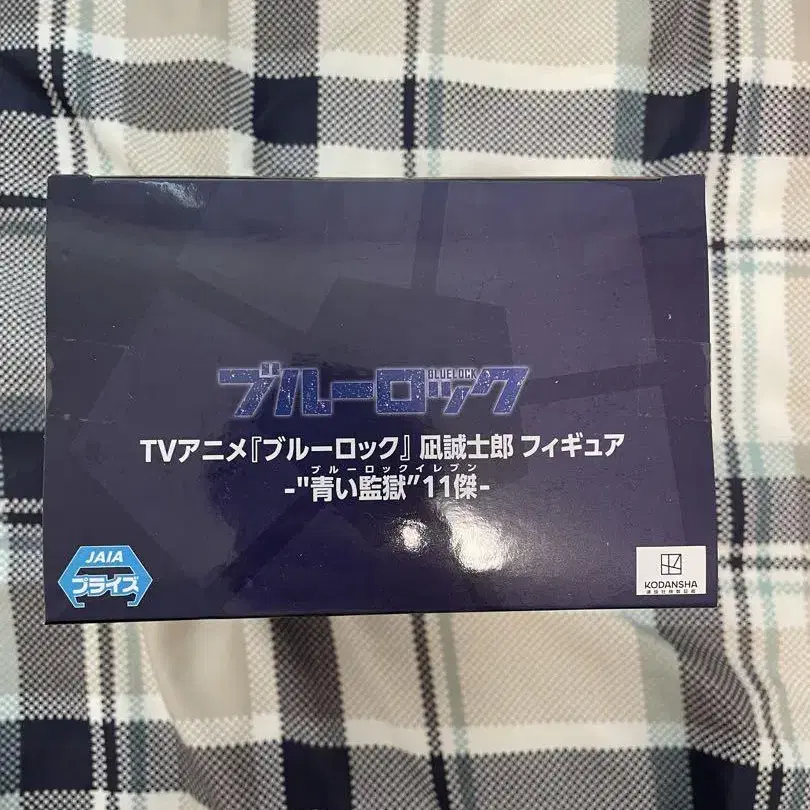 ブルーロック
BLUELOCK
TVアニメ『ブルーロック』凪誠士郎 フィギュア
ブルーロックイレブン
-"青い監獄"11傑-
JAIA
プライズ
KODANSHA